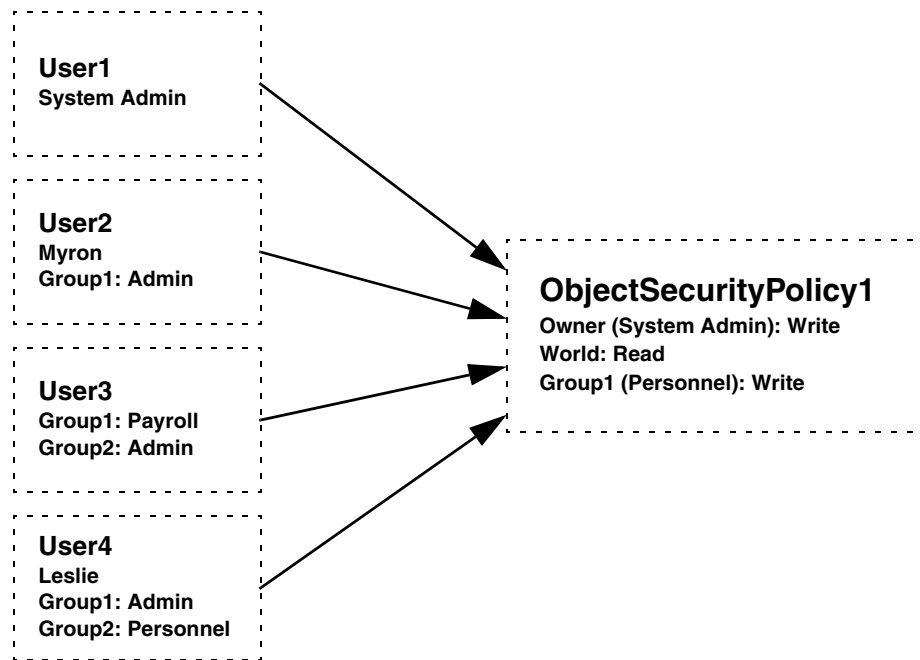 User1
System Admin
User2
Myron
Group1: Admin
User3
Group1: Payroll
Group2: Admin
User4
Leslie
Group1: Admin
Group2: Personnel
ObjectSecurityPolicy1
Owner (System Admin): Write
World: Read
Group1 (Personnel): Write